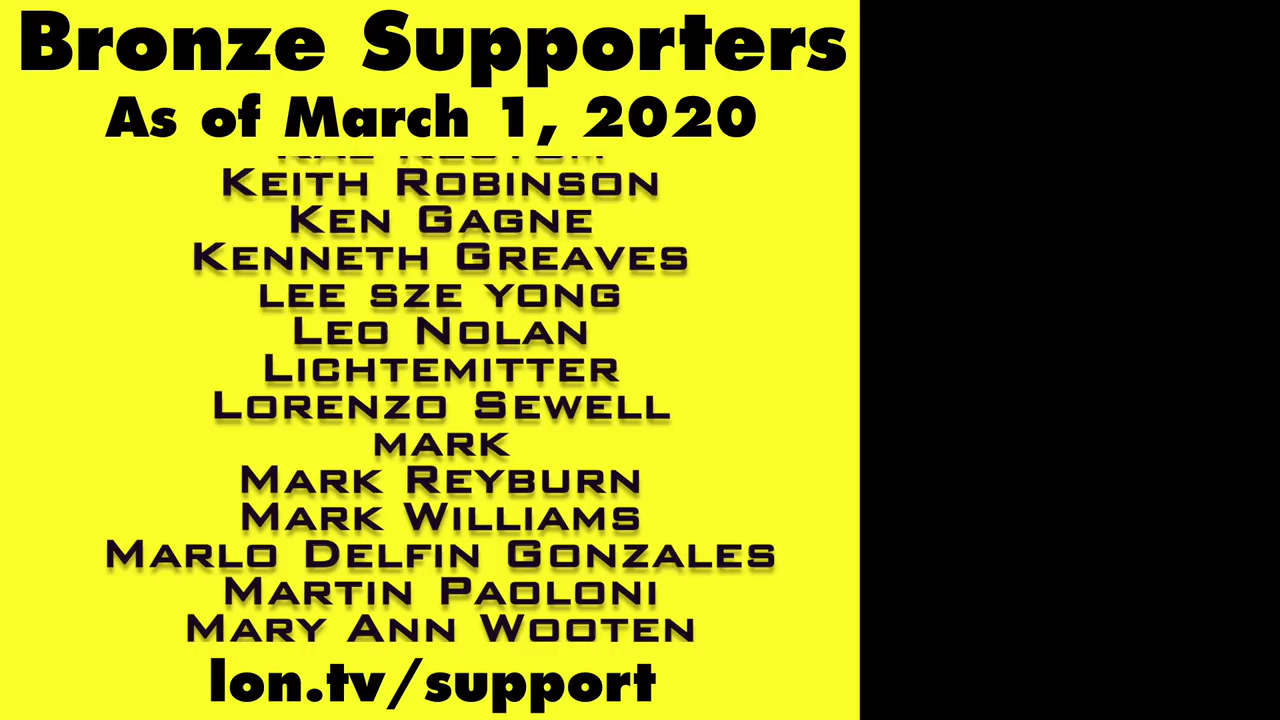 Bronze Supporters
As of March 1, 2020
Keith Robinson
Ken Gagne
Kenneth Greaves
lee sze yong
Leo Nolan
Lichtemitter
Lorenzo Sewell
mark
Mark Reyburn
Mark Williams
Marlo Delfin Gonzales
Martin Paoloni
Mary Ann Wooten
lon.tv/support